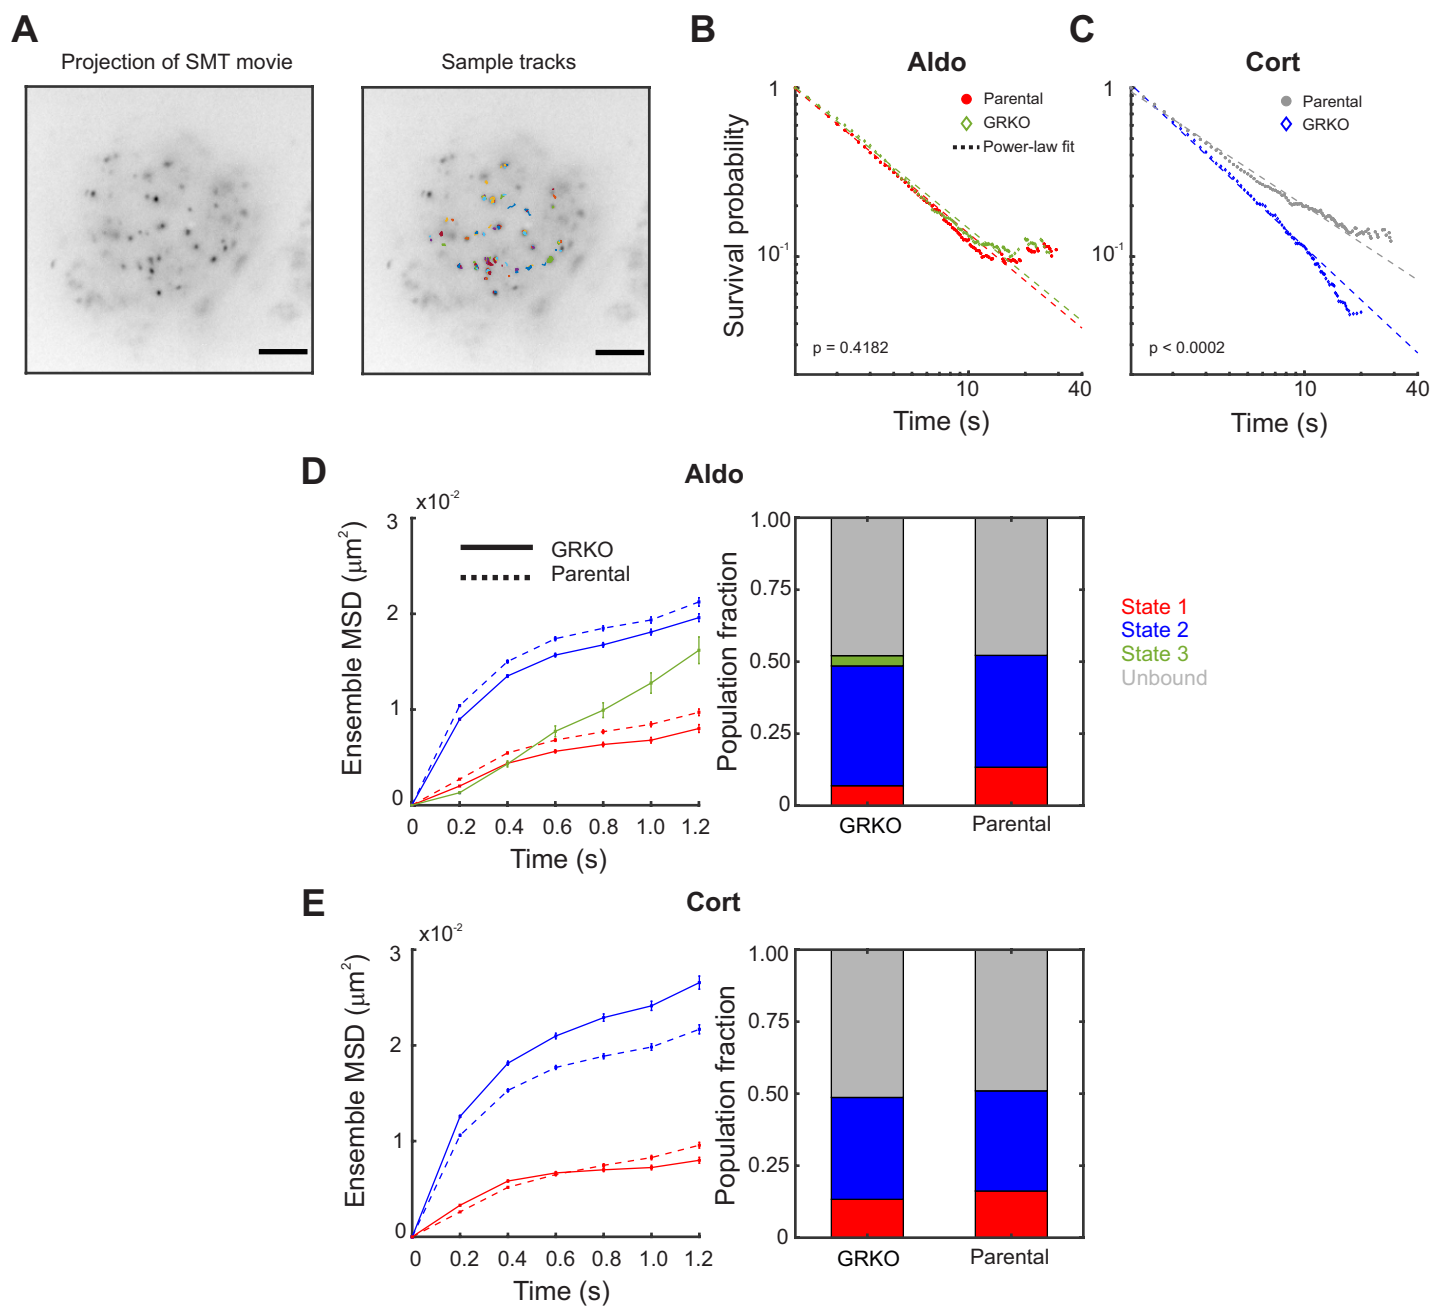 A
Projection of SMT movie
Sample tracks
B
Aldo
Survival probability
1
10⁻¹
Parental
GRKO
Power-law fit
p = 0.4182
10
40
Time (s)
C
Cort
1
10⁻¹
Parental
GRKO
p < 0.0002
10
40
Time (s)
D
Aldo
x10⁻²
Ensemble MSD (μm²)
3
2
1
0
GRKO
Parental
0 0.2 0.4 0.6 0.8 1.0 1.2
Time (s)
Population fraction
1.00
0.75
0.50
0.25
0
GRKO
Parental
State 1
State 2
State 3
Unbound
E
Cort
x10⁻²
Ensemble MSD (μm²)
3
2
1
0
0 0.2 0.4 0.6 0.8 1.0 1.2
Time (s)
Population fraction
1.00
0.75
0.50
0.25
0
GRKO
Parental